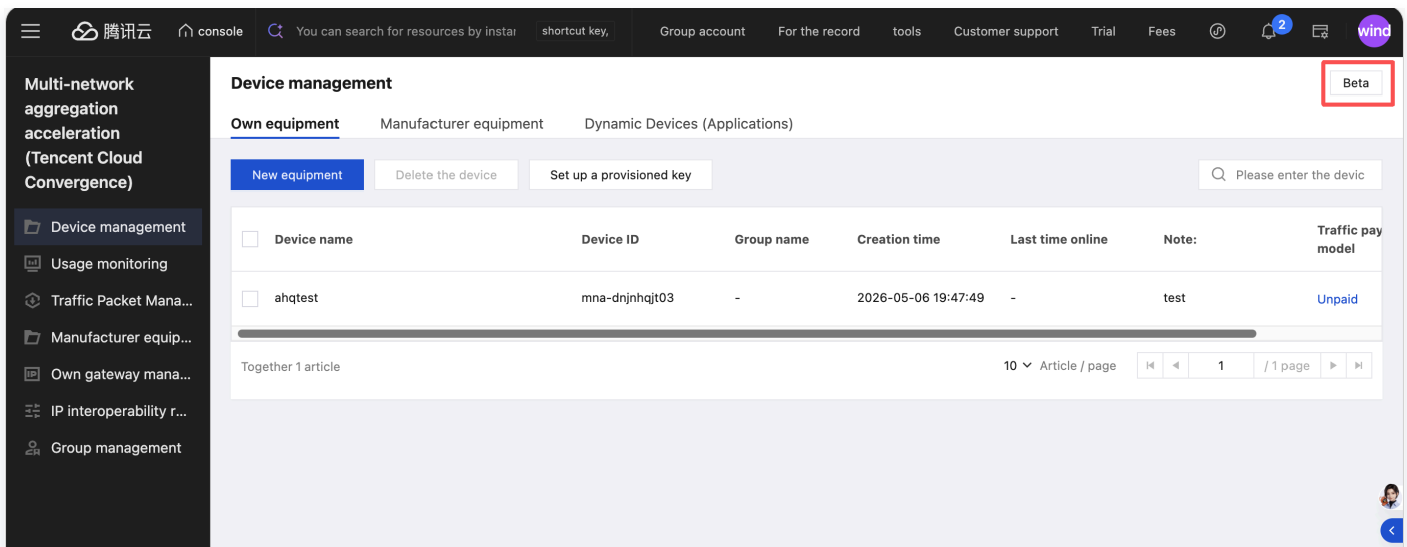 腾讯云
console
You can search for resources by instar
shortcut key,
Group account
For the record
tools
Customer support
Trial
Fees
2
wind
Multi-network
aggregation
acceleration
(Tencent Cloud
Convergence)
Device management
Usage monitoring
Traffic Packet Mana...
Manufacturer equip...
IP
Own gateway mana...
IP interoperability r...
Group management
Device management
Beta
Own equipment
Manufacturer equipment
Dynamic Devices (Applications)
New equipment
Delete the device
Set up a provisioned key
Please enter the devic
Device name
Device ID
Group name
Creation time
Last time online
Note:
Traffic pay
model
ahqtest
mna-dnjnhqjt03
-
2026-05-06 19:47:49
-
test
Unpaid
Together 1 article
10
Article / page
1
/ 1 page